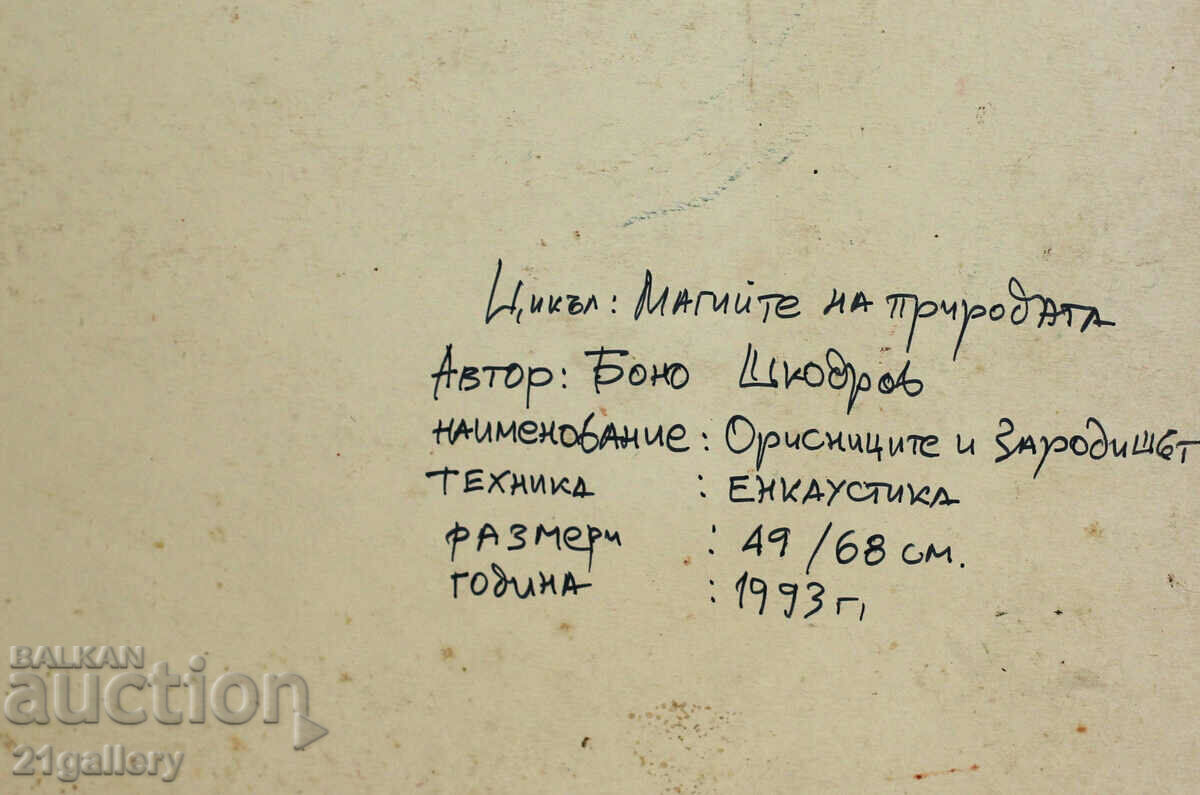 Цикъл: Магиите на природата
Автор: Боно Шкодров
наименование: Орисниците и
техника : Енкаустика
размери : 49/68 см.
година : 1993 г,
BALKAN
auction
21gallery